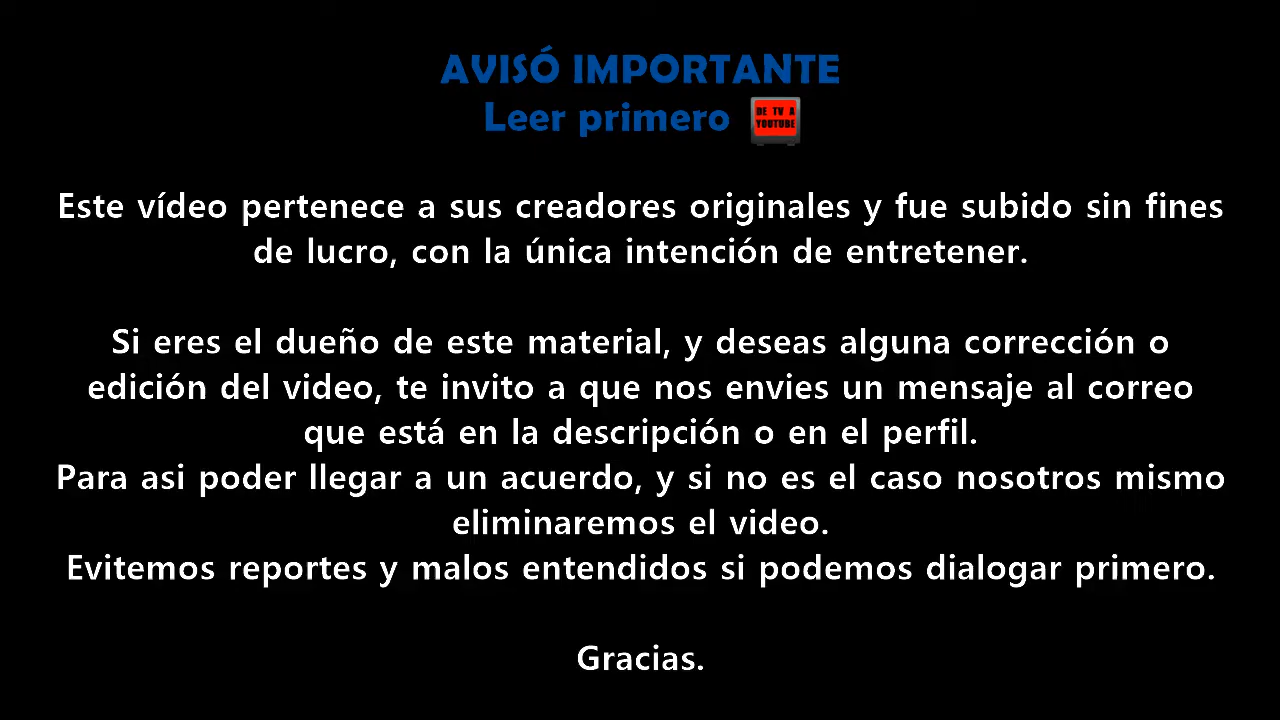 AVISÓ IMPORTANTE
Leer primero
DE TV A
YOUTUBE
Este vídeo pertenece a sus creadores originales y fue subido sin fines
de lucro, con la única intención de entretener.
Si eres el dueño de este material, y deseas alguna corrección o
edición del video, te invito a que nos envies un mensaje al correo
que está en la descripción o en el perfil.
Para asi poder llegar a un acuerdo, y si no es el caso nosotros mismo
eliminaremos el video.
Evitemos reportes y malos entendidos si podemos dialogar primero.
Gracias.